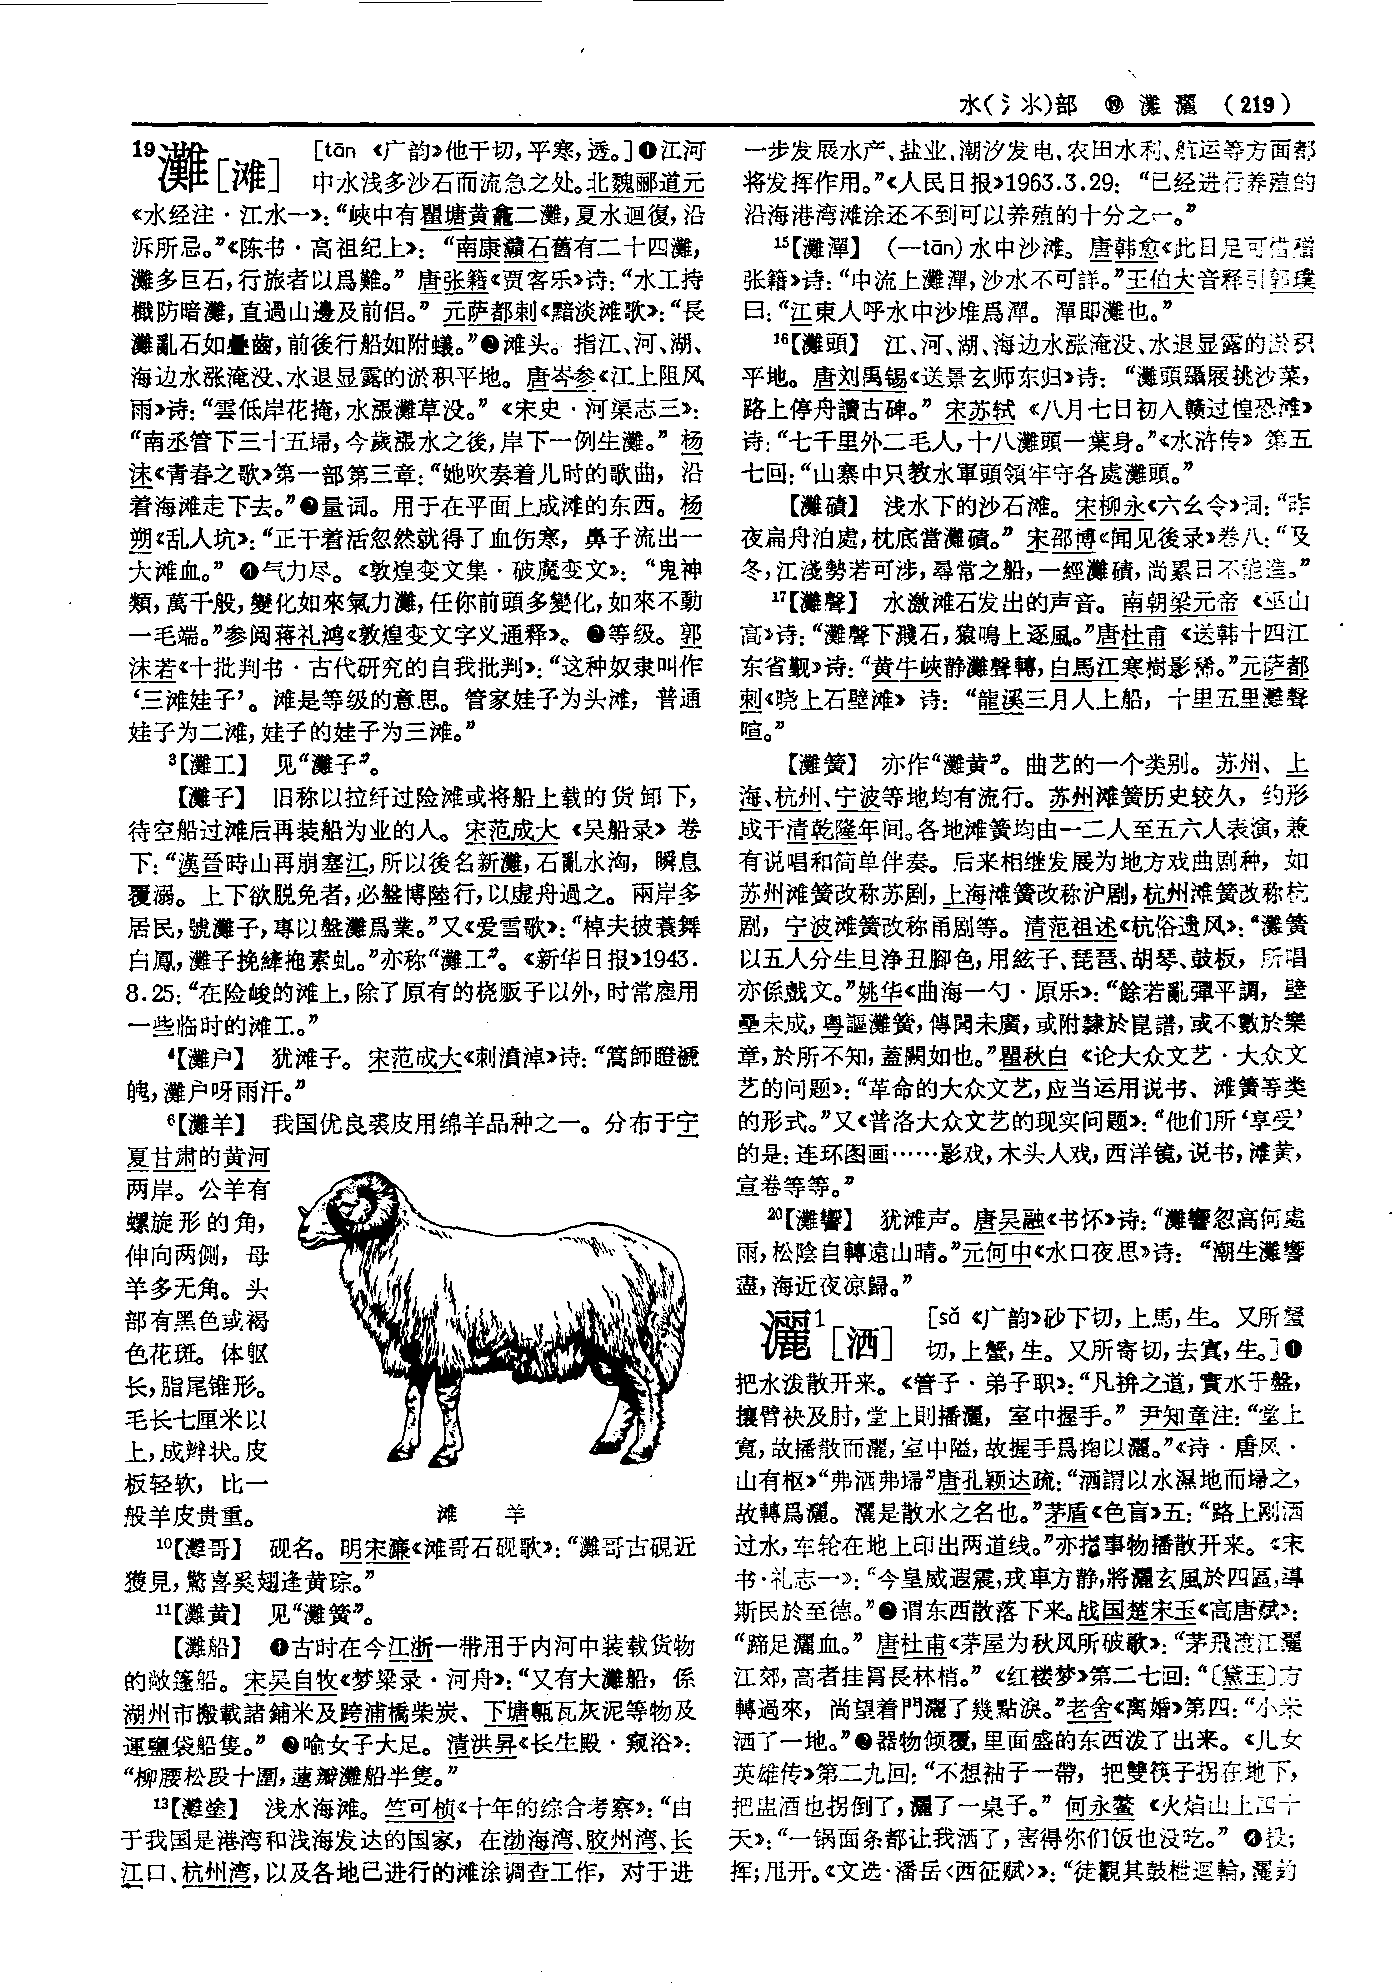 水(氵氺)部 ⑲ 灘 灑 (219)
19灘[滩] [tān 《广韵》他干切,平寒,透。]❶江河
中水浅多沙石而流急之处。北魏郦道元
《水经注·江水一》:“峽中有瞿塘黄龕二灘,夏水迴復,沿
泝所忌。”《陈书·高祖纪上》:“南康灨石舊有二十四灘,
灘多巨石,行旅者以爲難。”唐张籍《贾客乐》诗:“水工持
檝防暗灘,直過山邊及前侣。”元萨都剌《黯淡滩歌》:“長
灘亂石如疊齒,前後行船如附蟻。”❷滩头。指江、河、湖、
海边水涨淹没、水退显露的淤积平地。唐岑参《江上阻风
雨》诗:“雲低岸花掩,水漲灘草没。”《宋史·河渠志三》:
“南丞管下三十五埽,今歲漲水之後,岸下一例生灘。”杨
沫《青春之歌》第一部第三章:“她吹奏着儿时的歌曲,沿
着海滩走下去。”❸量词。用于在平面上成滩的东西。杨
朔《乱人坑》:“正干着活忽然就得了血伤寒,鼻子流出一
大滩血。”❹气力尽。《敦煌变文集·破魔变文》:“鬼神
類,萬千般,變化如來氣力灘,任你前頭多變化,如來不動
一毛端。”参阅蒋礼鸿《敦煌变文字义通释》。❺等级。郭
沫若《十批判书·古代研究的自我批判》:“这种奴隶叫作
‘三滩娃子’。滩是等级的意思。管家娃子为头滩,普通
娃子为二滩,娃子的娃子为三滩。”
3【灘工】 见“灘子”。
【灘子】 旧称以拉纤过险滩或将船上载的货卸下,
待空船过滩后再装船为业的人。宋范成大《吴船录》卷
下:“漢晉時山再崩塞江,所以後名新灘,石亂水洶,瞬息
覆溺。上下欲脱免者,必盤博陸行,以虚舟過之。兩岸多
居民,號灘子,專以盤灘爲業。”又《爱雪歌》:“棹夫披蓑舞
白鳳,灘子挽繂拖素虬。”亦称“灘工”。《新华日报》1943.
8.25:“在险峻的滩上,除了原有的桡贩子以外,时常雇用
一些临时的滩工。”
4【灘户】 犹滩子。宋范成大《刺濆淖》诗:“篙師瞪褫
魄,灘户呀雨汗。”
6【灘羊】 我国优良裘皮用绵羊品种之一。分布于宁
夏甘肃的黄河
两岸。公羊有
螺旋形的角,
伸向两侧,母
羊多无角。头
部有黑色或褐
色花斑。体躯
长,脂尾锥形。
毛长七厘米以
上,成辫状。皮
板轻软,比一
般羊皮贵重。
滩 羊
10【灘哥】 砚名。明宋濂《滩哥石砚歌》:“灘哥古硯近
獲見,驚喜奚翅逢黄琮。”
11【灘黄】 见“灘簧”。
【灘船】 ❶古时在今江浙一带用于内河中装载货物
的敞篷船。宋吴自牧《梦粱录·河舟》:“又有大灘船,係
湖州市搬載諸鋪米及跨浦橋柴炭、下塘甎瓦灰泥等物及
運鹽袋船隻。”❷喻女子大足。清洪昇《长生殿·窥浴》:
“柳腰松段十圍,蓮瓣灘船半隻。”
13【灘塗】 浅水海滩。竺可桢《十年的综合考察》:“由
于我国是港湾和浅海发达的国家,在渤海湾、胶州湾、长
江口、杭州湾,以及各地已进行的滩涂调查工作,对于进
一步发展水产、盐业、潮汐发电、农田水利、航运等方面都
将发挥作用。”《人民日报》1963.3.29:“已经进行养殖的
沿海港湾滩涂还不到可以养殖的十分之一。”
15【灘潬】 (—tān)水中沙滩。唐韩愈《此日足可惜赠
张籍》诗:“中流上灘潬,沙水不可詳。”王伯大音释引郭璞
曰:“江東人呼水中沙堆爲潬。潬即灘也。”
16【灘頭】 江、河、湖、海边水涨淹没、水退显露的淤积
平地。唐刘禹锡《送景玄师东归》诗:“灘頭躡屐挑沙菜,
路上停舟讀古碑。”宋苏轼《八月七日初入赣过惶恐滩》
诗:“七千里外二毛人,十八灘頭一葉身。”《水浒传》第五
七回:“山寨中只教水軍頭領牢守各處灘頭。”
【灘磧】 浅水下的沙石滩。宋柳永《六幺令》词:“昨
夜扁舟泊處,枕底當灘磧。”宋邵博《闻见後录》卷八:“及
冬,江淺勢若可涉,尋常之船,一經灘磧,尚累日不能進。”
17【灘聲】 水激滩石发出的声音。南朝梁元帝《巫山
高》诗:“灘聲下濺石,猿鳴上逐風。”唐杜甫《送韩十四江
东省觐》诗:“黄牛峽静灘聲轉,白馬江寒樹影稀。”元萨都
剌《晓上石壁滩》诗:“龍溪三月人上船,十里五里灘聲
喧。”
【灘簧】 亦作“灘黄”。曲艺的一个类别。苏州、上
海、杭州、宁波等地均有流行。苏州滩簧历史较久,约形
成于清乾隆年间。各地滩簧均由一二人至五六人表演,兼
有说唱和简单伴奏。后来相继发展为地方戏曲剧种,如
苏州滩簧改称苏剧,上海滩簧改称沪剧,杭州滩簧改称杭
剧,宁波滩簧改称甬剧等。清范祖述《杭俗遗风》:“灘簧
以五人分生旦浄丑脚色,用絃子、琵琶、胡琴、鼓板,所唱
亦係戲文。”姚华《曲海一勺·原乐》:“餘若亂彈平調,壁
壘未成,粤謳灘簧,傳聞未廣,或附隸於崑譜,或不數於樂
章,於所不知,蓋闕如也。”瞿秋白《论大众文艺·大众文
艺的问题》:“革命的大众文艺,应当运用说书、滩簧等类
的形式。”又《普洛大众文艺的现实问题》:“他们所‘享受’
的是:连环图画……影戏,木头人戏,西洋镜,说书,滩黄,
宣卷等等。”
20【灘響】 犹滩声。唐吴融《书怀》诗:“灘響忽高何處
雨,松陰自轉遠山晴。”元何中《水口夜思》诗:“潮生灘響
盡,海近夜凉歸。”
灑1[洒] [sǎ 《广韵》砂下切,上馬,生。又所蟹
切,上蟹,生。又所寄切,去寘,生。]❶
把水泼散开来。《管子·弟子职》:“凡拚之道,實水于盤,
攘臂袂及肘,堂上則播灑,室中握手。”尹知章注:“堂上
寬,故播散而灑,室中隘,故握手爲掬以灑。”《诗·唐风·
山有枢》“弗洒弗埽”唐孔颖达疏:“洒謂以水濕地而埽之,
故轉爲灑。灑是散水之名也。”茅盾《色盲》五:“路上刚洒
过水,车轮在地上印出两道线。”亦指事物播散开来。《宋
书·礼志一》:“今皇威遐震,戎車方静,將灑玄風於四區,導
斯民於至德。”❷谓东西散落下来。战国楚宋玉《高唐赋》:
“蹄足灑血。”唐杜甫《茅屋为秋风所破歌》:“茅飛渡江灑
江郊,高者挂罥長林梢。”《红楼梦》第二七回:“〔黛玉〕方
轉過來,尚望着門灑了幾點淚。”老舍《离婚》第四:“小米
洒了一地。”❸器物倾覆,里面盛的东西泼了出来。《儿女
英雄传》第二九回:“不想袖子一帶,把雙筷子拐在地下,
把盅酒也拐倒了,灑了一桌子。”何永鳌《火焰山上四十
天》:“一锅面条都让我洒了,害得你们饭也没吃。”❹投;
挥;甩开。《文选·潘岳〈西征赋〉》:“徒觀其鼓枻迴輪,灑釣